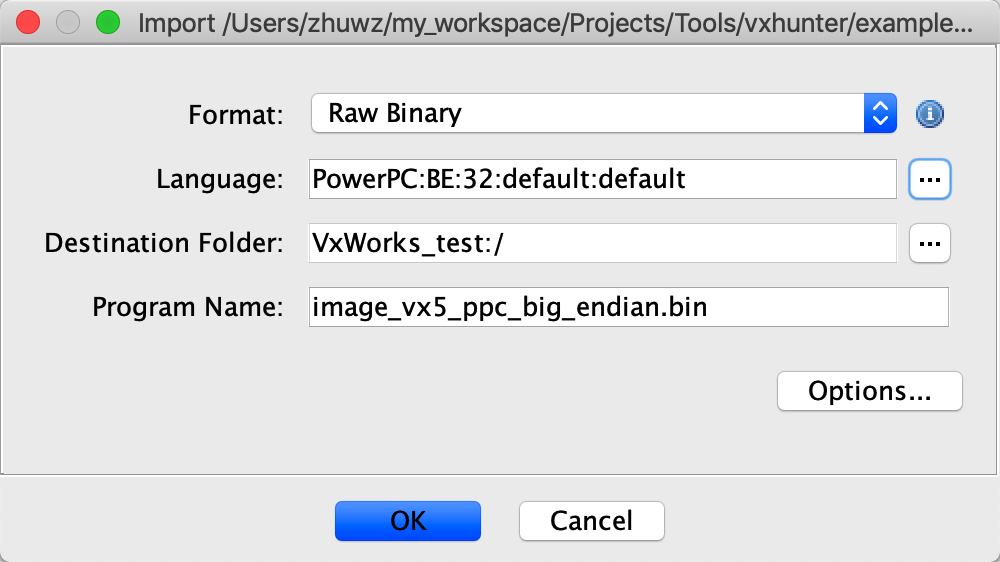 Import /Users/zhuwz/my_workspace/Projects/Tools/vxhunter/example...
Format: Raw Binary
Language: PowerPC:BE:32:default:default ...
Destination Folder: VxWorks_test:/ ...
Program Name: image_vx5_ppc_big_endian.bin
Options...
OK Cancel